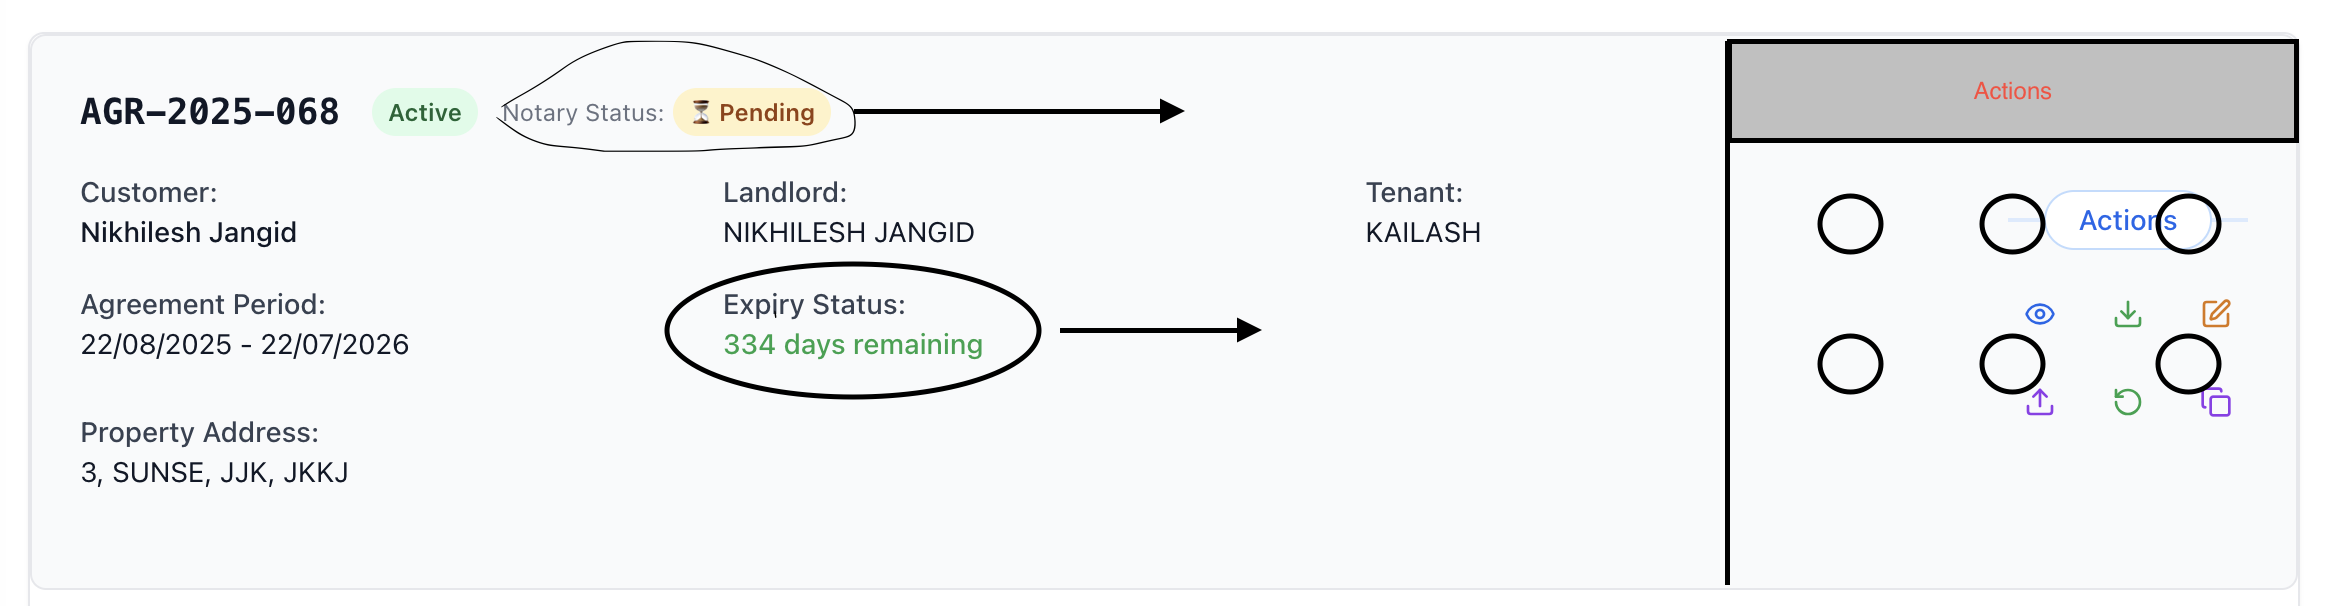 AGR-2025-068 Active Notary Status: ⏳ Pending
Actions
Customer:
Nikhilesh Jangid
Landlord:
NIKHILESH JANGID
Tenant:
KAILASH
Actions
Agreement Period:
22/08/2025 - 22/07/2026
Expiry Status:
334 days remaining
Property Address:
3, SUNSE, JJK, JKKJ